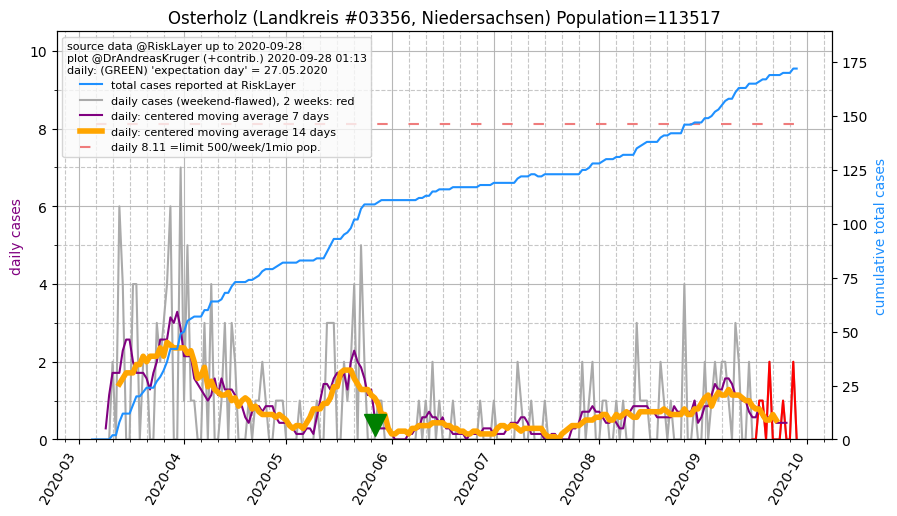 Osterholz (Landkreis #03356, Niedersachsen) Population=113517
source data @RiskLayer up to 2020-09-28
plot @DrAndreasKruger (+contrib.) 2020-09-28 01:13
daily: (GREEN) 'expectation day' = 27.05.2020
total cases reported at RiskLayer
daily cases (weekend-flawed), 2 weeks: red
daily: centered moving average 7 days
daily: centered moving average 14 days
daily 8.11 =limit 500/week/1mio pop.
daily cases
10
8
6
4
2
0
cumulative total cases
175
150
125
100
75
50
25
0
2020-03
2020-04
2020-05
2020-06
2020-07
2020-08
2020-09
2020-10